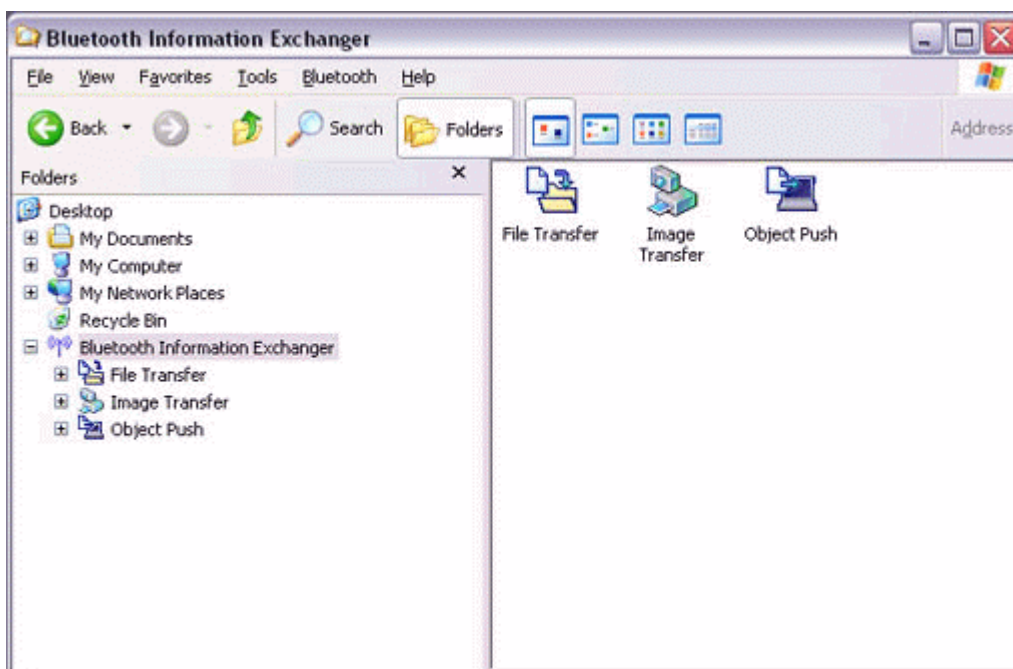 Bluetooth Information Exchanger
File View Favorites Tools Bluetooth Help
Back Search Folders Address
Folders
Desktop
My Documents
My Computer
My Network Places
Recycle Bin
Bluetooth Information Exchanger
File Transfer
Image Transfer
Object Push
File Transfer
Image
Transfer
Object Push